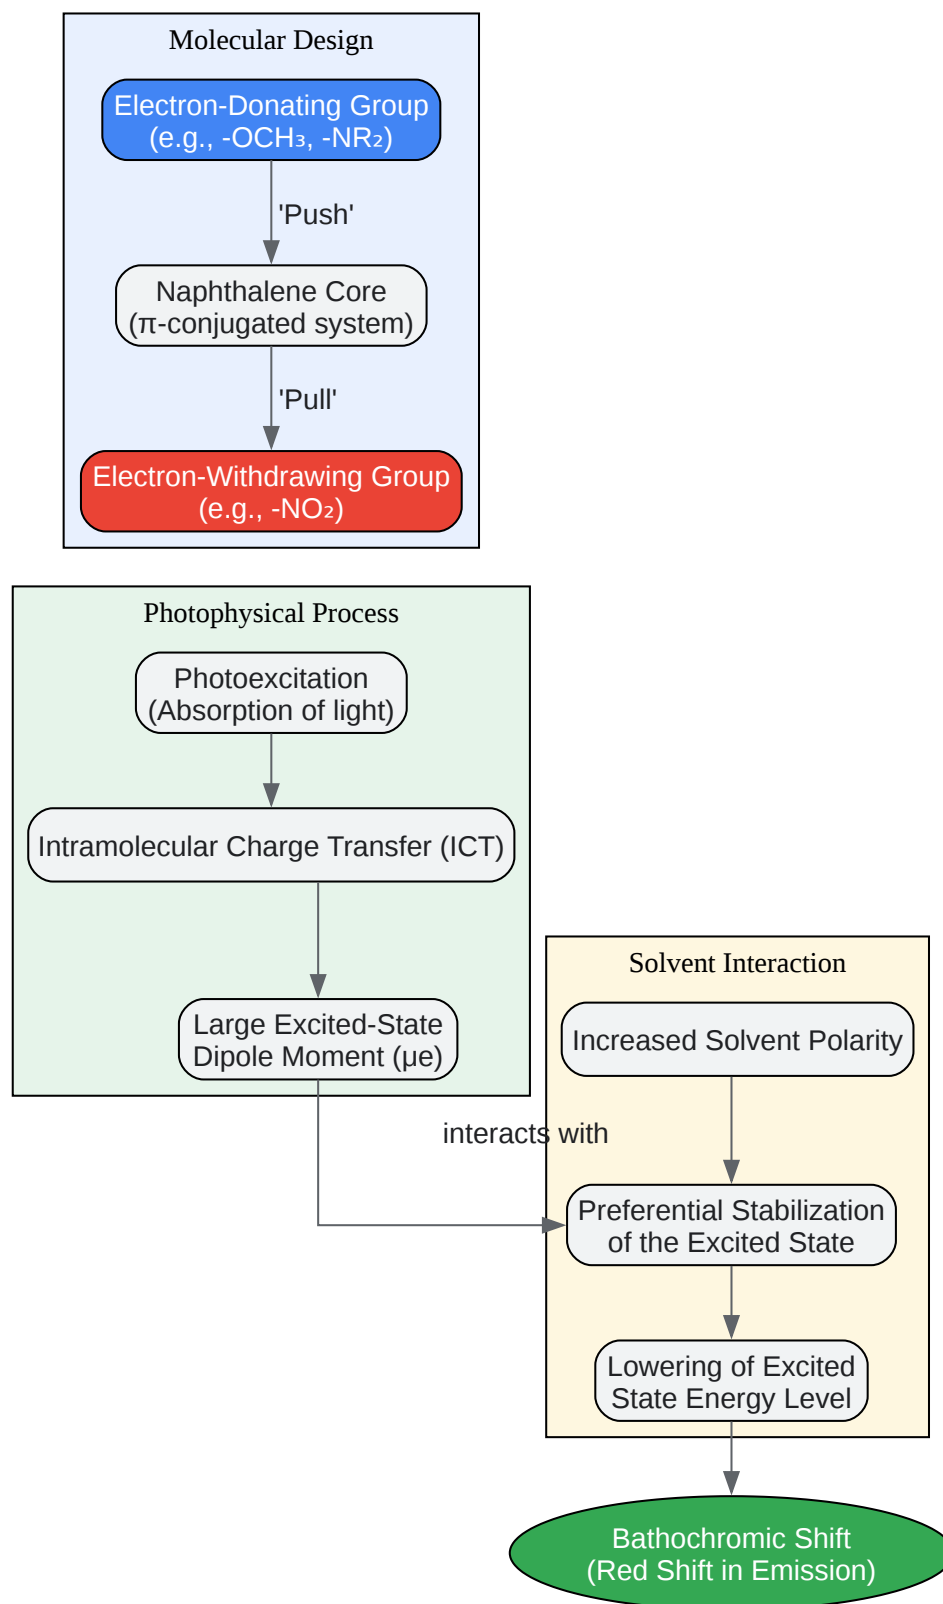 Molecular Design
Electron-Donating Group
(e.g., -OCH₃, -NR₂)
'Push'
Naphthalene Core
(π-conjugated system)
'Pull'
Electron-Withdrawing Group
(e.g., -NO₂)
Photophysical Process
Photoexcitation
(Absorption of light)
Intramolecular Charge Transfer (ICT)
Large Excited-State
Dipole Moment (μe)
interacts with
Solvent Interaction
Increased Solvent Polarity
Preferential Stabilization
of the Excited State
Lowering of Excited
State Energy Level
Bathochromic Shift
(Red Shift in Emission)